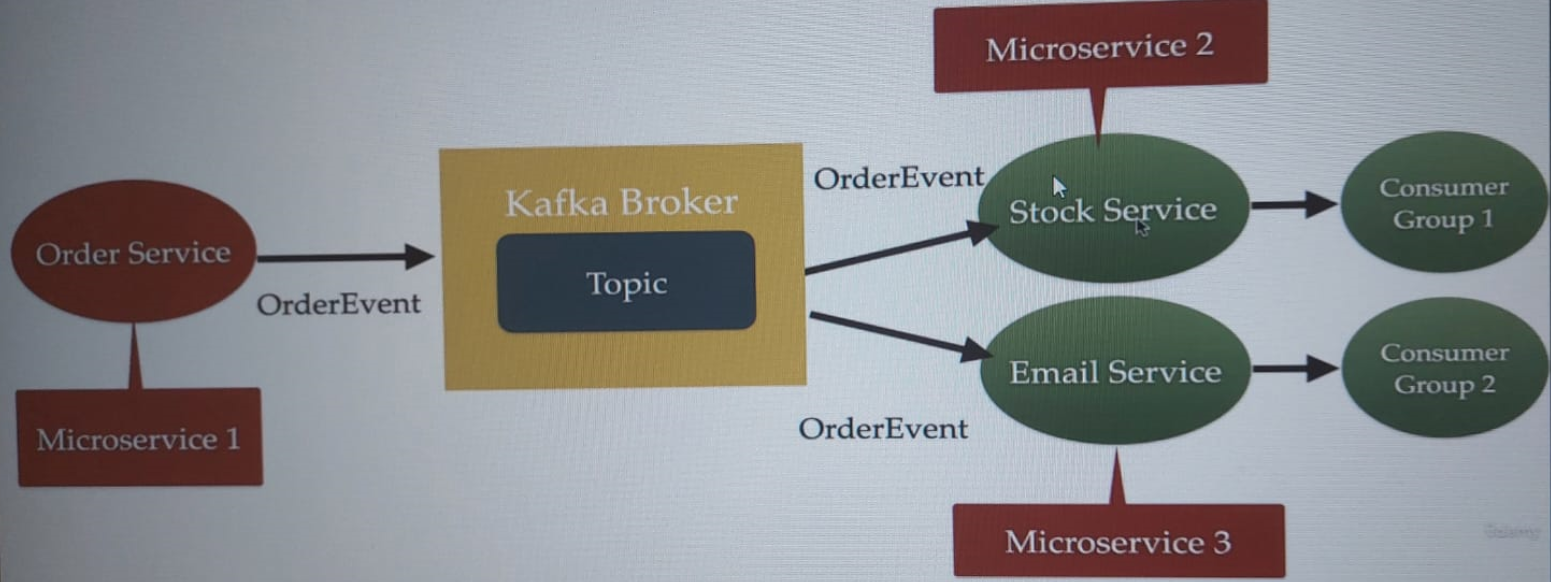 Microservice 2
OrderEvent
Kafka Broker
Stock Service
Consumer
Group 1
Order Service
Topic
OrderEvent
Email Service
Consumer
Group 2
OrderEvent
Microservice 1
Microservice 3
Udemy